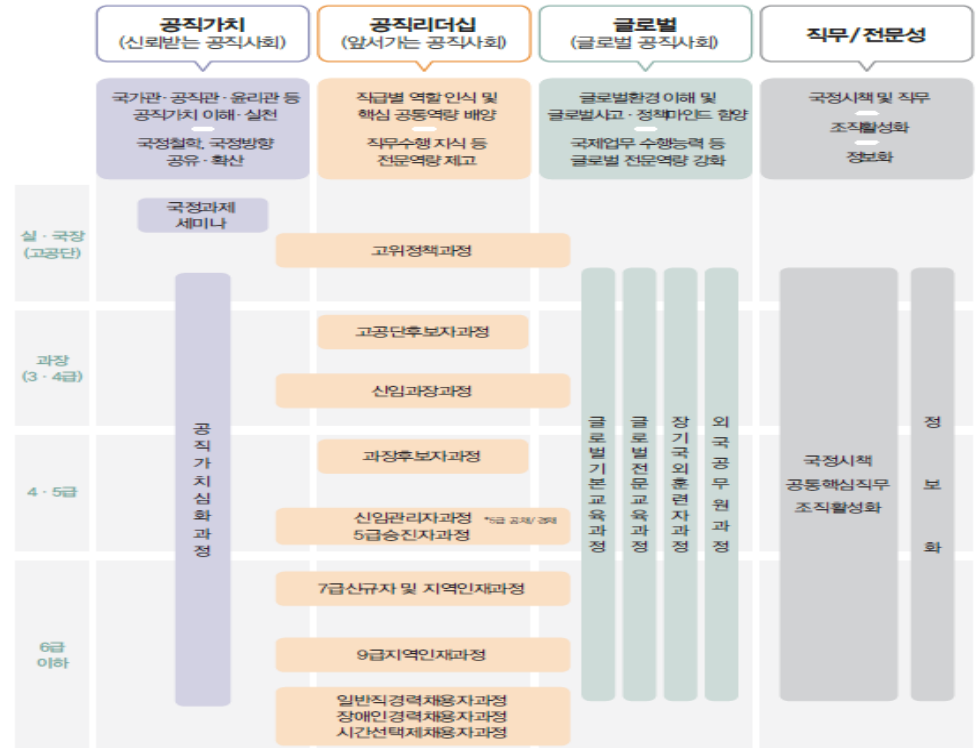 공직가치
(신뢰받는 공직사회)
공직리더십
(앞서가는 공직사회)
글로벌
(글로벌 공직사회)
직무/전문성
국가관·공직관·윤리관 등
공직가치 이해·실천
국정철학, 국정방향
공유·확산
직급별 역할 인식 및
핵심 공통역량 배양
직무수행 지식 등
전문역량 제고
글로벌환경 이해 및
글로벌사고·정책마인드 함양
국제업무 수행능력 등
글로벌 전문역량 강화
국정시책 및 직무
조직활성화
정보화
실·국장
(고공단)
국정과제
세미나
고위정책과정
과장
(3·4급)
고공단후보자과정
신임과장과정
4·5급
과장후보자과정
신임관리자과정 *5급 공채/경채
5급승진자과정
6급
이하
7급신규자 및 지역인재과정
9급지역인재과정
일반직경력채용자과정
장애인경력채용자과정
시간선택제채용자과정
공직가치심화과정
글로벌기본교육과정
글로벌전문교육과정
장기국외훈련자과정
외국공무원과정
국정시책
공통핵심직무
조직활성화
정보화